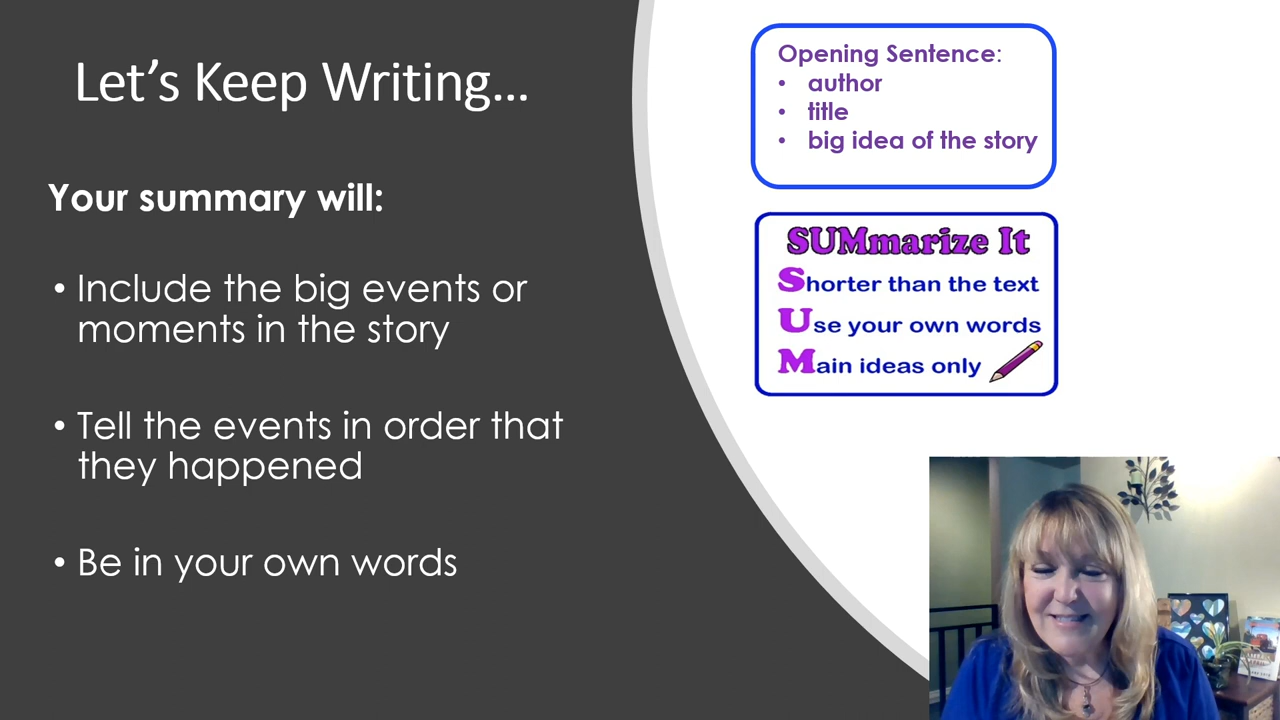 Let's Keep Writing...
Your summary will:
• Include the big events or
moments in the story
• Tell the events in order that
they happened
• Be in your own words
Opening Sentence:
• author
• title
• big idea of the story
SUMmarize It
Shorter than the text
Use your own words
Main ideas only